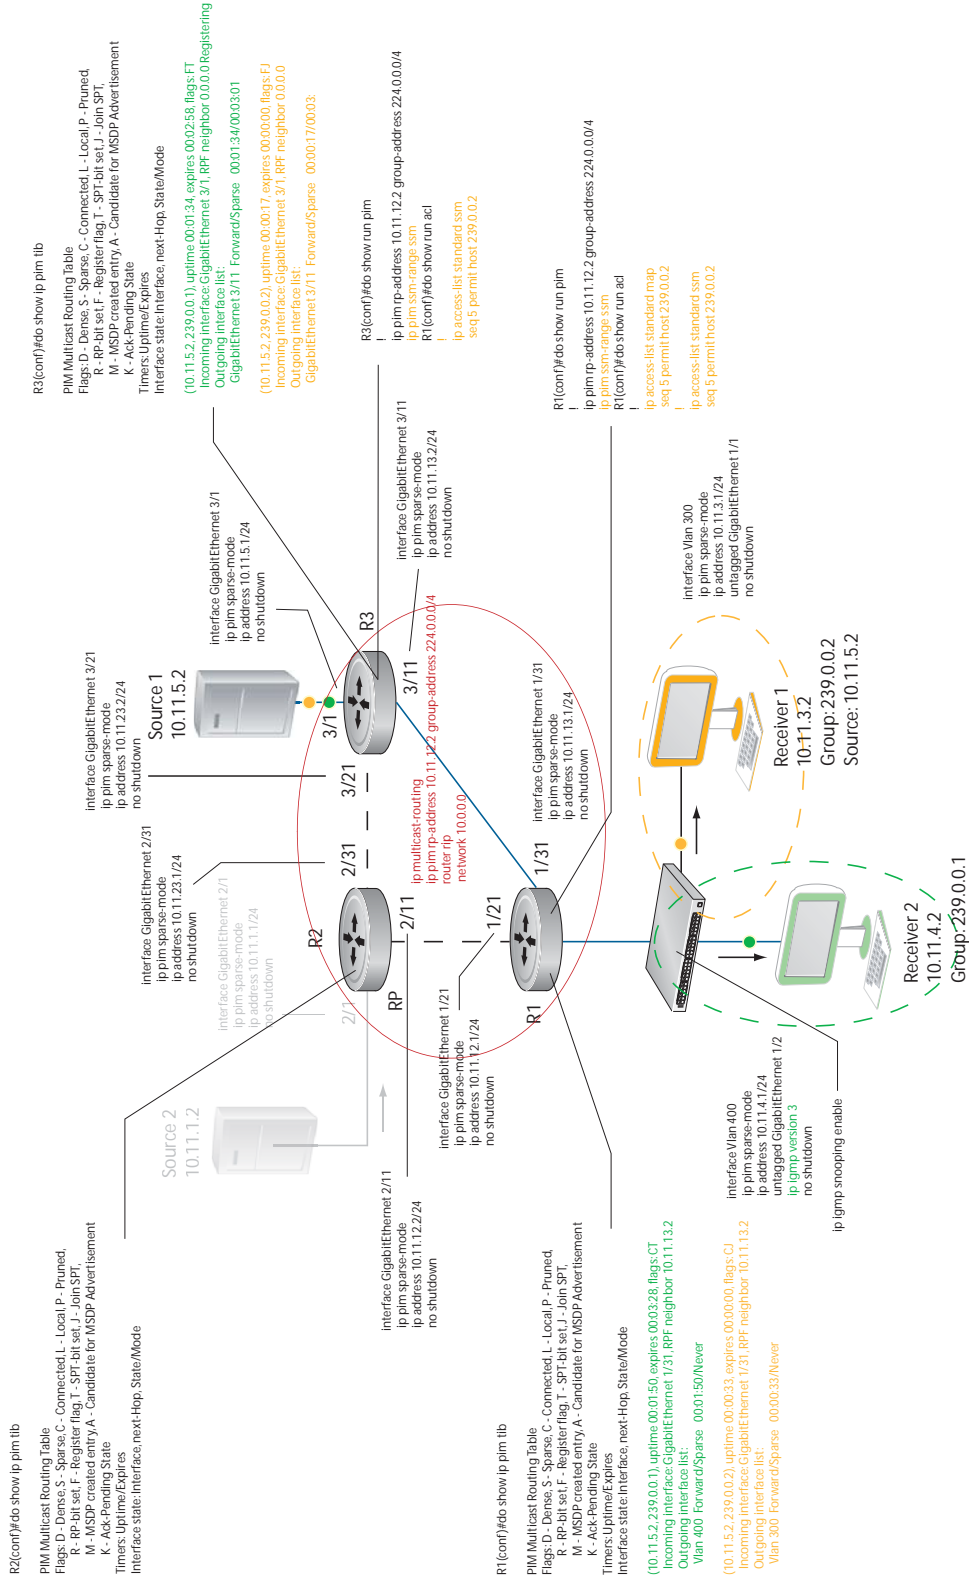 R2(conf)#do show ip pim tib
PIM Multicast Routing Table
Flags: D - Dense, S - Sparse, C - Connected, L - Local, P - Pruned,
R - RP-bit set, F - Register flag, T - SPT-bit set, J - Join SPT,
M - MSDP created entry, A - Candidate for MSDP Advertisement
K - Ack-Pending State
Timers: Uptime/Expires
Interface state: Interface, next-Hop, State/Mode
Source 2
10.11.1.2
interface GigabitEthernet 2/1
ip pim sparse-mode
ip address 10.11.1.1/24
no shutdown
2/1
interface GigabitEthernet 2/31
ip pim sparse-mode
ip address 10.11.23.1/24
no shutdown
interface GigabitEthernet 3/21
ip pim sparse-mode
ip address 10.11.23.2/24
no shutdown
Source 1
10.11.5.2
interface GigabitEthernet 3/1
ip pim sparse-mode
ip address 10.11.5.1/24
no shutdown
R3(conf)#do show ip pim tib
PIM Multicast Routing Table
Flags: D - Dense, S - Sparse, C - Connected, L - Local, P - Pruned,
R - RP-bit set, F - Register flag, T - SPT-bit set, J - Join SPT,
M - MSDP created entry, A - Candidate for MSDP Advertisement
K - Ack-Pending State
Timers: Uptime/Expires
Interface state: Interface, next-Hop, State/Mode
(10.11.5.2, 239.0.0.1), uptime 00:01:34, expires 00:02:58, flags: FT
Incoming interface: GigabitEthernet 3/1, RPF neighbor 0.0.0.0 Registering
Outgoing interface list:
GigabitEthernet 3/11 Forward/Sparse 00:01:34/00:03:01
(10.11.5.2, 239.0.0.2), uptime 00:00:17, expires 00:00:00, flags: FJ
Incoming interface: GigabitEthernet 3/1, RPF neighbor 0.0.0.0
Outgoing interface list:
GigabitEthernet 3/11 Forward/Sparse 00:00:17/00:03:
R2
2/31
3/21
3/1
R3
RP
2/11
3/11
interface GigabitEthernet 2/11
ip pim sparse-mode
ip address 10.11.12.2/24
no shutdown
ip multicast-routing
ip pim rp-address 10.11.12.2 group-address 224.0.0.0/4
router rip
network 10.0.0.0
interface GigabitEthernet 3/11
ip pim sparse-mode
ip address 10.11.13.2/24
no shutdown
R3(conf)#do show run pim
!
ip pim rp-address 10.11.12.2 group-address 224.0.0.0/4
ip pim ssm-range ssm
R1(conf)#do show run acl
!
ip access-list standard ssm
seq 5 permit host 239.0.0.2
interface GigabitEthernet 1/21
ip pim sparse-mode
ip address 10.11.12.1/24
no shutdown
1/21
R1
1/31
interface GigabitEthernet 1/31
ip pim sparse-mode
ip address 10.11.13.1/24
no shutdown
R1(conf)#do show run pim
!
ip pim rp-address 10.11.12.2 group-address 224.0.0.0/4
ip pim ssm-range ssm
R1(conf)#do show run acl
!
ip access-list standard map
seq 5 permit host 239.0.0.2
!
ip access-list standard ssm
seq 5 permit host 239.0.0.2
R1(conf)#do show ip pim tib
PIM Multicast Routing Table
Flags: D - Dense, S - Sparse, C - Connected, L - Local, P - Pruned,
R - RP-bit set, F - Register flag, T - SPT-bit set, J - Join SPT,
M - MSDP created entry, A - Candidate for MSDP Advertisement
K - Ack-Pending State
Timers: Uptime/Expires
Interface state: Interface, next-Hop, State/Mode
(10.11.5.2, 239.0.0.1), uptime 00:01:50, expires 00:03:28, flags: CT
Incoming interface: GigabitEthernet 1/31, RPF neighbor 10.11.13.2
Outgoing interface list:
Vlan 400 Forward/Sparse 00:01:50/Never
(10.11.5.2, 239.0.0.2), uptime 00:00:33, expires 00:00:00, flags: CJ
Incoming interface: GigabitEthernet 1/31, RPF neighbor 10.11.13.2
Outgoing interface list:
Vlan 300 Forward/Sparse 00:00:33/Never
interface Vlan 300
ip pim sparse-mode
ip address 10.11.3.1/24
untagged GigabitEthernet 1/1
no shutdown
Receiver 1
10.11.3.2
Group: 239.0.0.2
Source: 10.11.5.2
interface Vlan 400
ip pim sparse-mode
ip address 10.11.4.1/24
untagged GigabitEthernet 1/2
ip igmp version 3
no shutdown
ip igmp snooping enable
Receiver 2
10.11.4.2
Group: 239.0.0.1